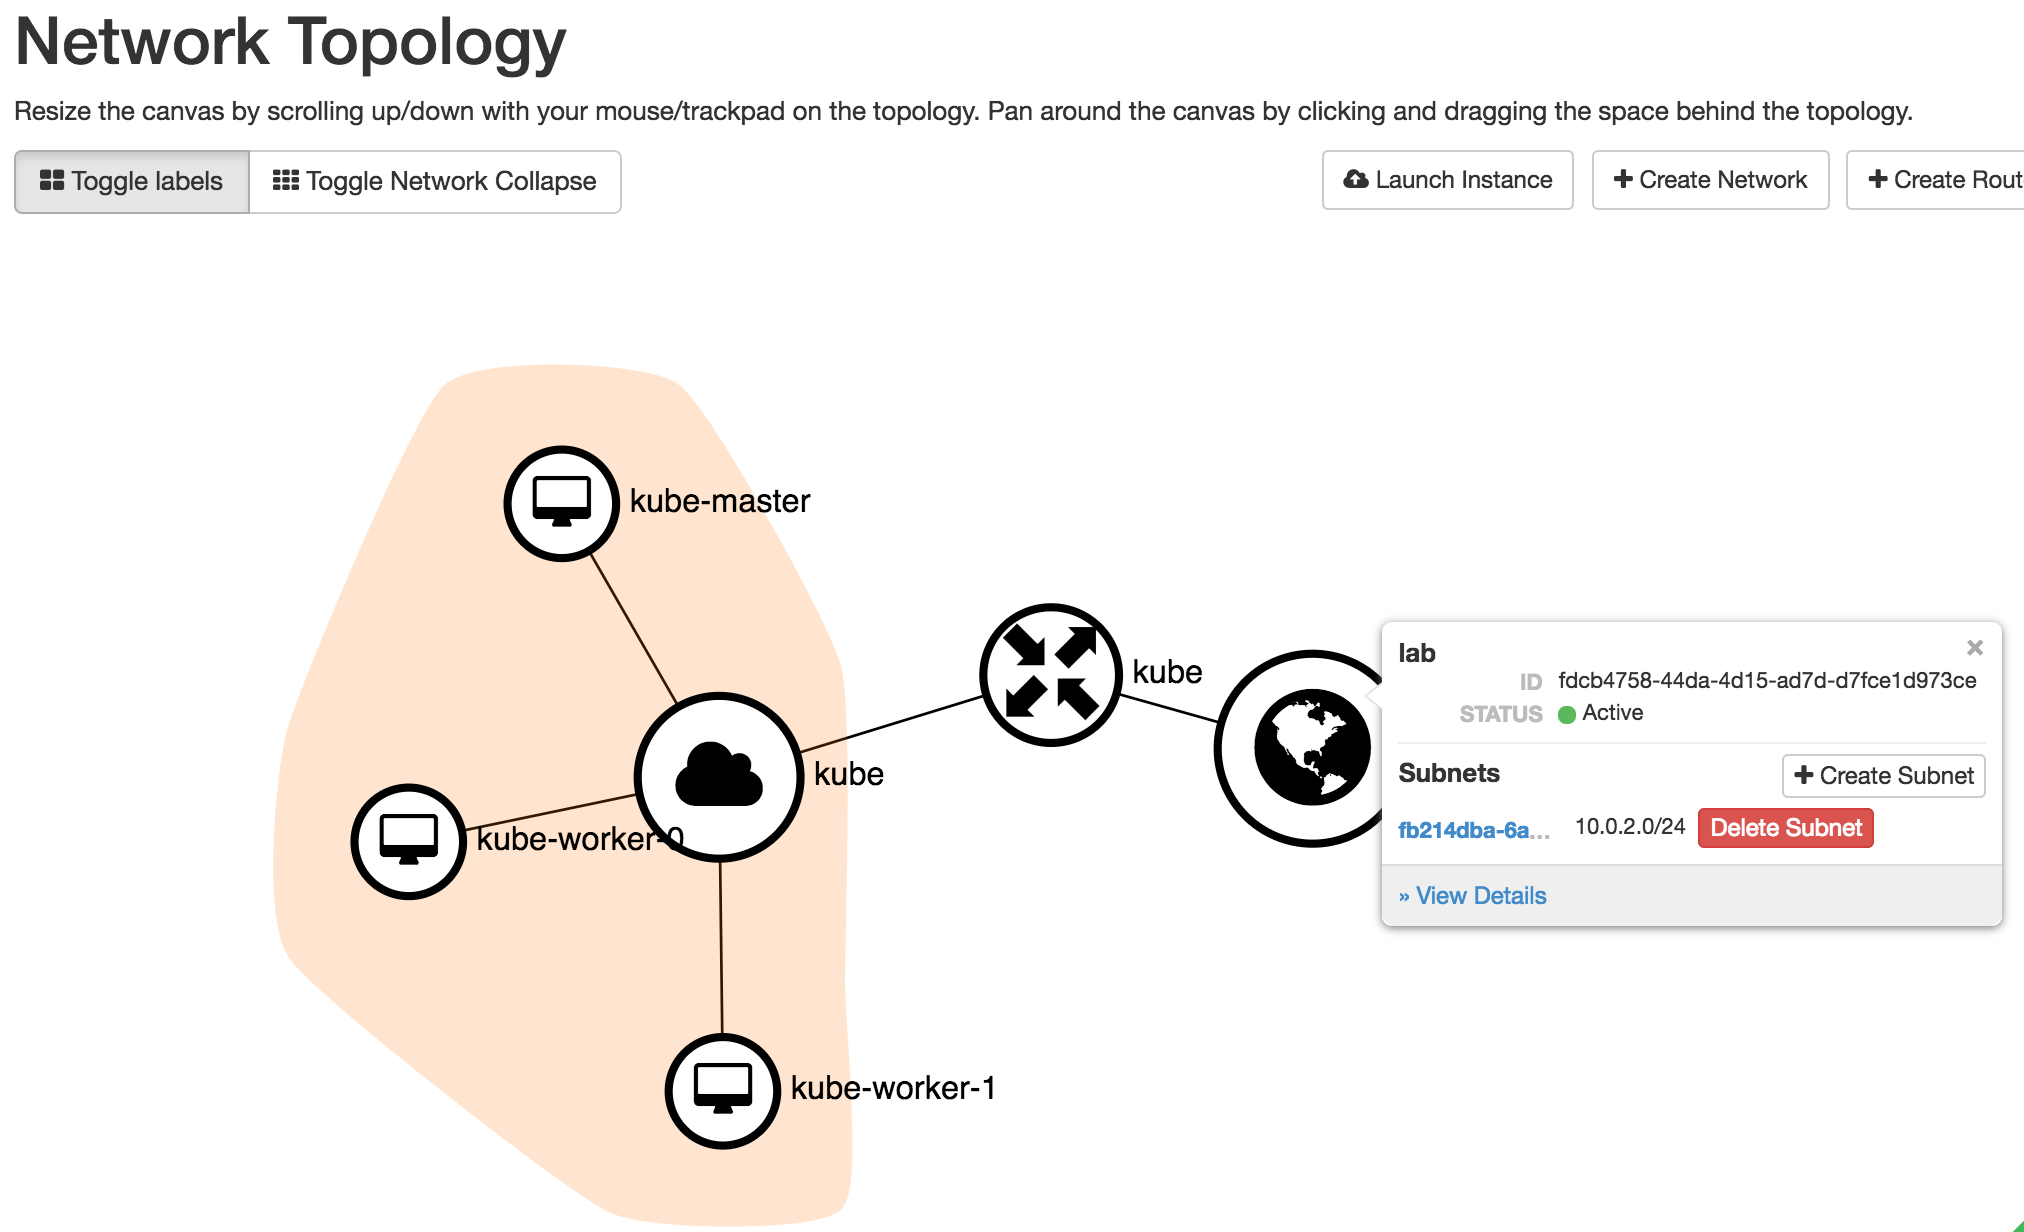 Network Topology
Resize the canvas by scrolling up/down with your mouse/trackpad on the topology. Pan around the canvas by clicking and dragging the space behind the topology.
Toggle labels Toggle Network Collapse Launch Instance + Create Network + Create Rout
kube-master
kube
kube
kube-worker-0
kube-worker-1
lab ×
ID fdcb4758-44da-4d15-ad7d-d7fce1d973ce
STATUS Active
Subnets + Create Subnet
fb214dba-6a... 10.0.2.0/24 Delete Subnet
» View Details